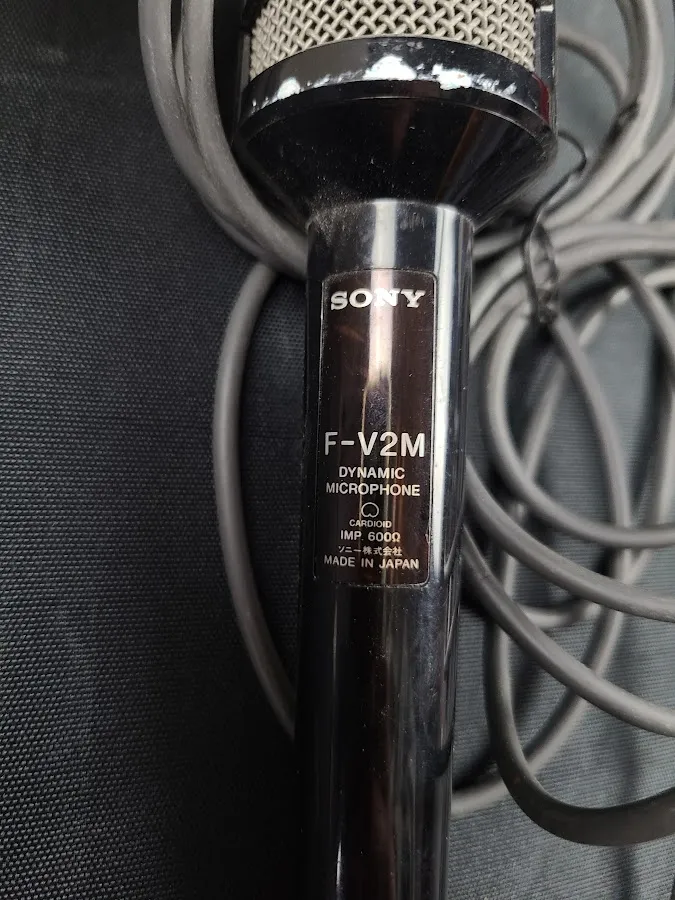 SONY
F-V2M
DYNAMIC
MICROPHONE
CARDIOID
IMP. 600Ω
ソニー株式会社
MADE IN JAPAN